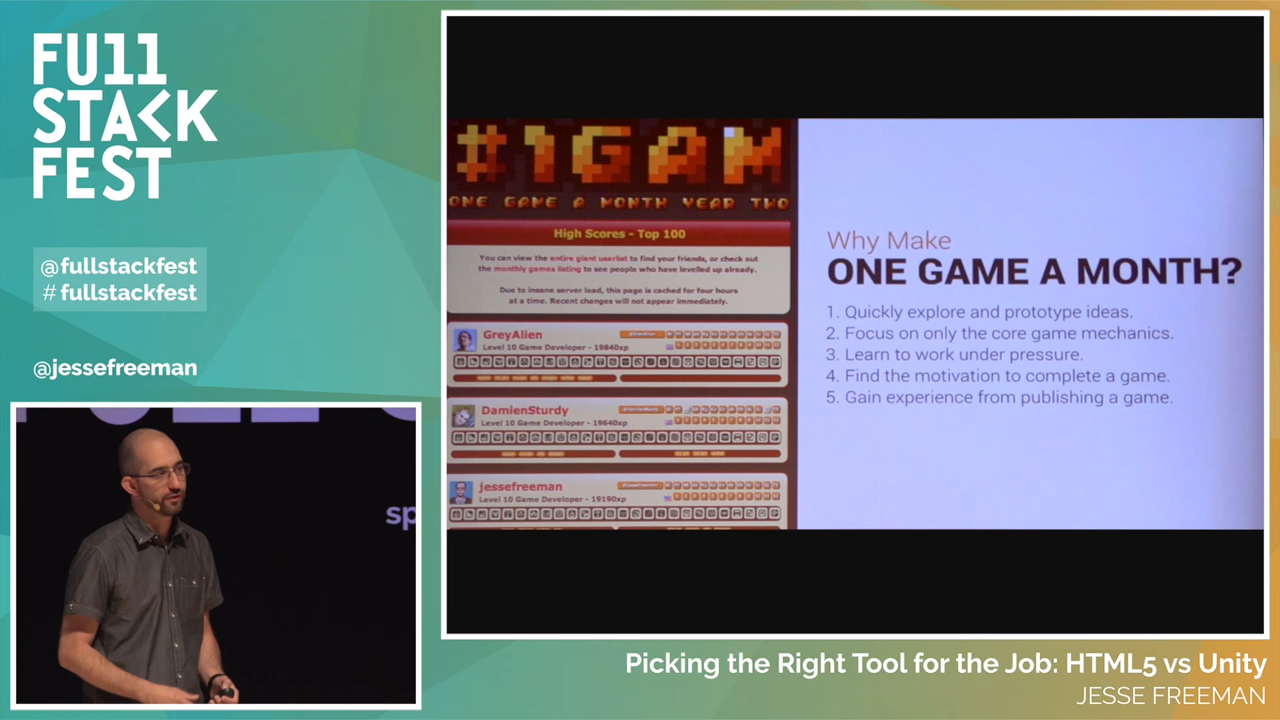 FULL
STACK
FEST
@fullstackfest
# fullstackfest
@jessefreeman
sp
#1GAM
ONE GAME A MONTH YEAR TWO
High Scores - Top 100
You can view the entire giant userlist to find your friends, or check out
the monthly games listing to see people who have levelled up already.
Due to insane server load, this page is cached for four hours
at a time. Recent changes will not appear immediately.
GreyAlien
Level 10 Game Developer - 19840xp
DamienSturdy
Level 10 Game Developer - 19640xp
jessefreeman
Level 10 Game Developer - 19190xp
Why Make
ONE GAME A MONTH?
1. Quickly explore and prototype ideas.
2. Focus on only the core game mechanics.
3. Learn to work under pressure.
4. Find the motivation to complete a game.
5. Gain experience from publishing a game.
Picking the Right Tool for the Job: HTML5 vs Unity
JESSE FREEMAN